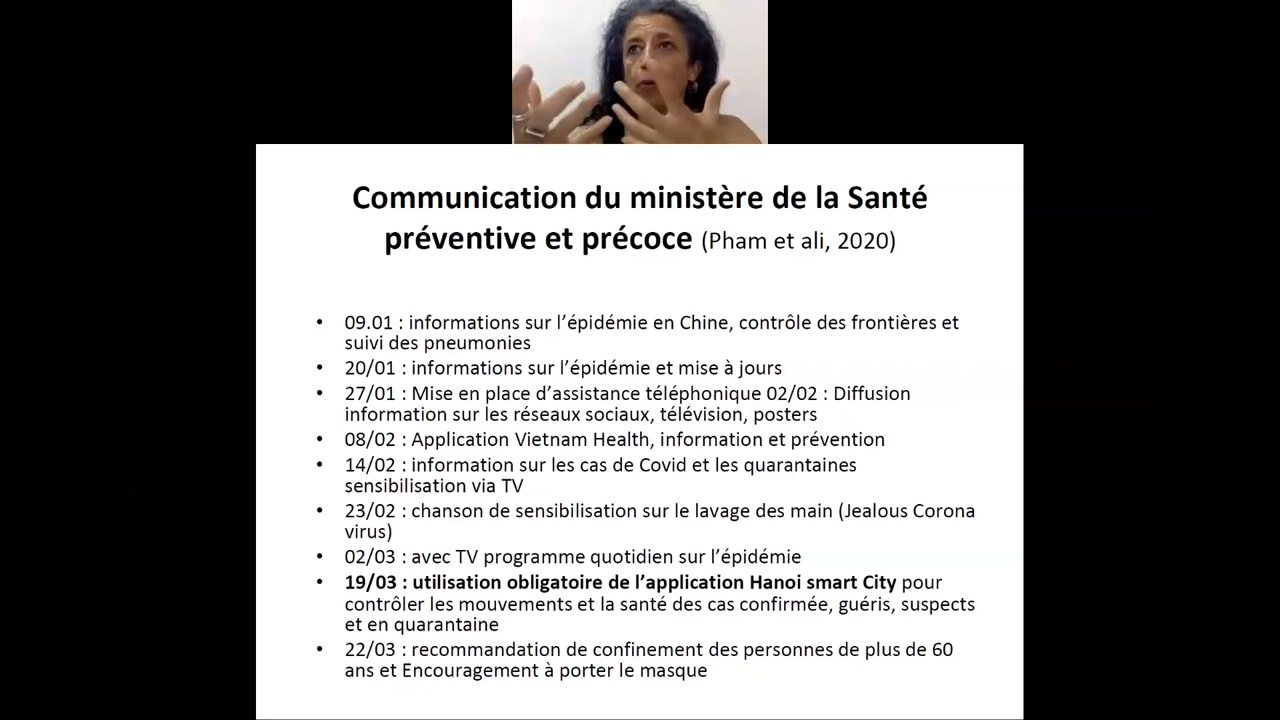 Communication du ministère de la Santé
préventive et précoce (Pham et ali, 2020)
• 09.01 : informations sur l’épidémie en Chine, contrôle des frontières et
suivi des pneumonies
• 20/01 : informations sur l’épidémie et mise à jours
• 27/01 : Mise en place d’assistance téléphonique 02/02 : Diffusion
information sur les réseaux sociaux, télévision, posters
• 08/02 : Application Vietnam Health, information et prévention
• 14/02 : information sur les cas de Covid et les quarantaines
sensibilisation via TV
• 23/02 : chanson de sensibilisation sur le lavage des main (Jealous Corona
virus)
• 02/03 : avec TV programme quotidien sur l’épidémie
• 19/03 : utilisation obligatoire de l’application Hanoi smart City pour
contrôler les mouvements et la santé des cas confirmée, guéris, suspects
et en quarantaine
• 22/03 : recommandation de confinement des personnes de plus de 60
ans et Encouragement à porter le masque